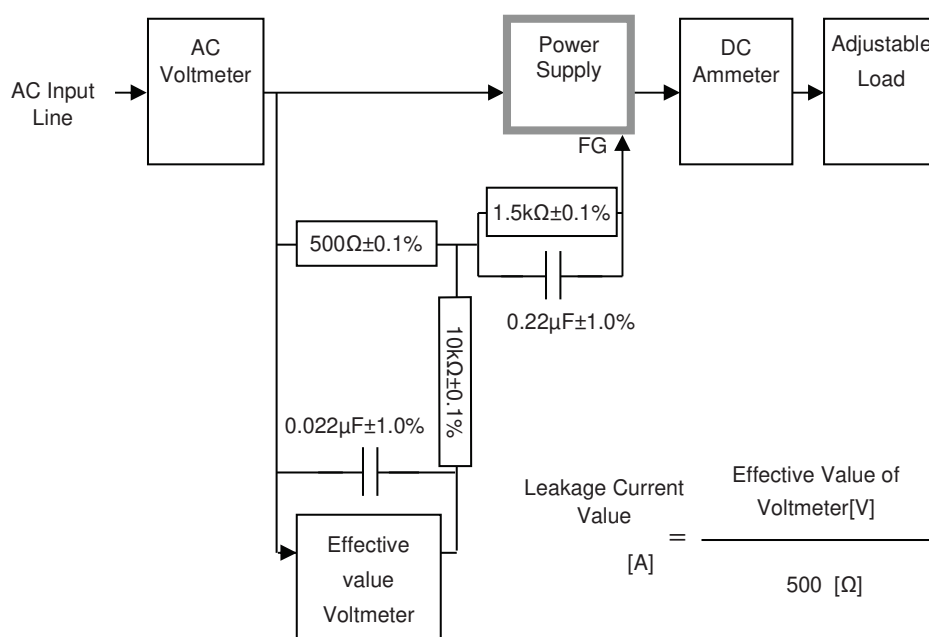 AC
Voltmeter
Power
Supply
DC
Ammeter
Adjustable
Load
AC Input
Line
FG
1.5kΩ±0.1%
500Ω±0.1%
0.22µF±1.0%
10kΩ±0.1%
0.022µF±1.0%
Effective
value
Voltmeter
Leakage Current
Value
[A]
=
Effective Value of
Voltmeter[V]
500 [Ω]